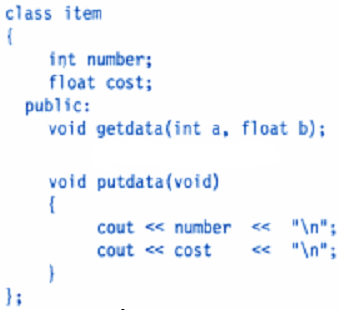 class item
{
int number;
float cost;
public:
void getdata(int a, float b);
void putdata(void)
{
cout << number << "\n";
cout << cost << "\n";
}
};